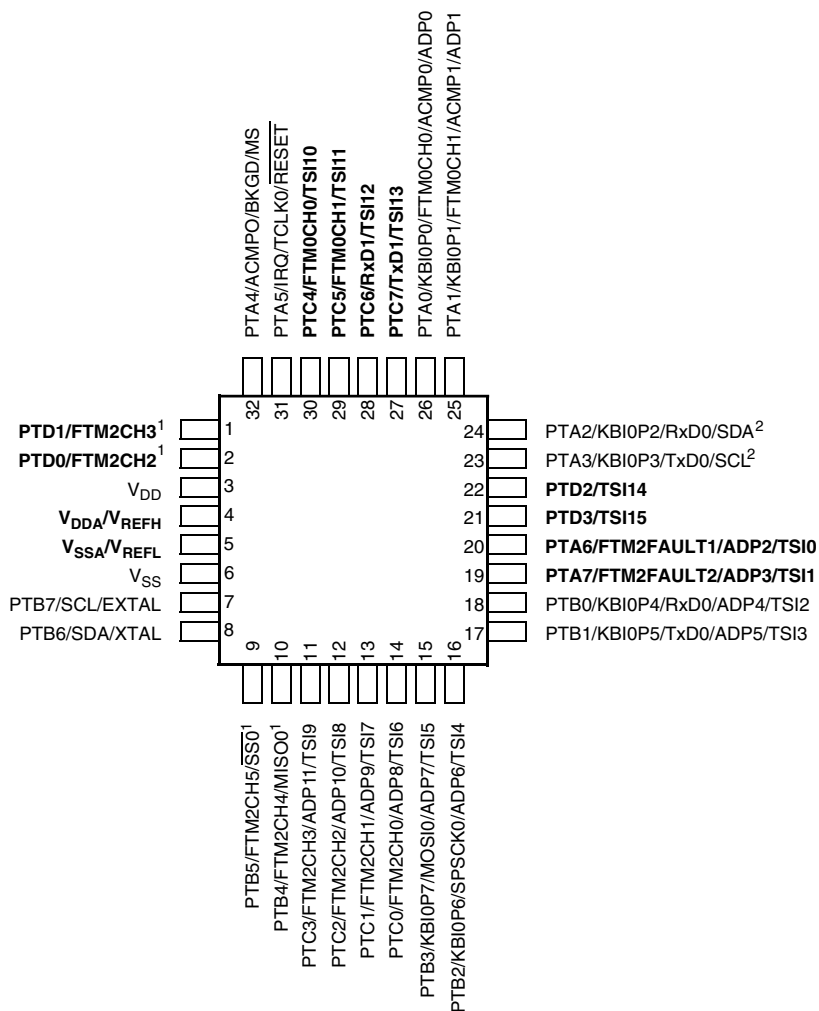 PTA4/ACMPO/BKGD/MS
PTA5/IRQ/TCLK0/RESET
PTC4/FTM0CH0/TSI10
PTC5/FTM0CH1/TSI11
PTC6/RxD1/TSI12
PTC7/TxD1/TSI13
PTA0/KBI0P0/FTM0CH0/ACMP0/ADP0
PTA1/KBI0P1/FTM0CH1/ACMP1/ADP1
32
31
30
29
28
27
26
25
PTD1/FTM2CH3¹ 1
PTD0/FTM2CH2¹ 2
VDD 3
VDDA/VREFH 4
VSSA/VREFL 5
VSS 6
PTB7/SCL/EXTAL 7
PTB6/SDA/XTAL 8
24 PTA2/KBI0P2/RxD0/SDA²
23 PTA3/KBI0P3/TxD0/SCL²
22 PTD2/TSI14
21 PTD3/TSI15
20 PTA6/FTM2FAULT1/ADP2/TSI0
19 PTA7/FTM2FAULT2/ADP3/TSI1
18 PTB0/KBI0P4/RxD0/ADP4/TSI2
17 PTB1/KBI0P5/TxD0/ADP5/TSI3
9
10
11
12
13
14
15
16
PTB5/FTM2CH5/SS0¹
PTB4/FTM2CH4/MISO0¹
PTC3/FTM2CH3/ADP11/TSI9
PTC2/FTM2CH2/ADP10/TSI8
PTC1/FTM2CH1/ADP9/TSI7
PTC0/FTM2CH0/ADP8/TSI6
PTB3/KBI0P7/MOSI0/ADP7/TSI5
PTB2/KBI0P6/SPSCK0/ADP6/TSI4